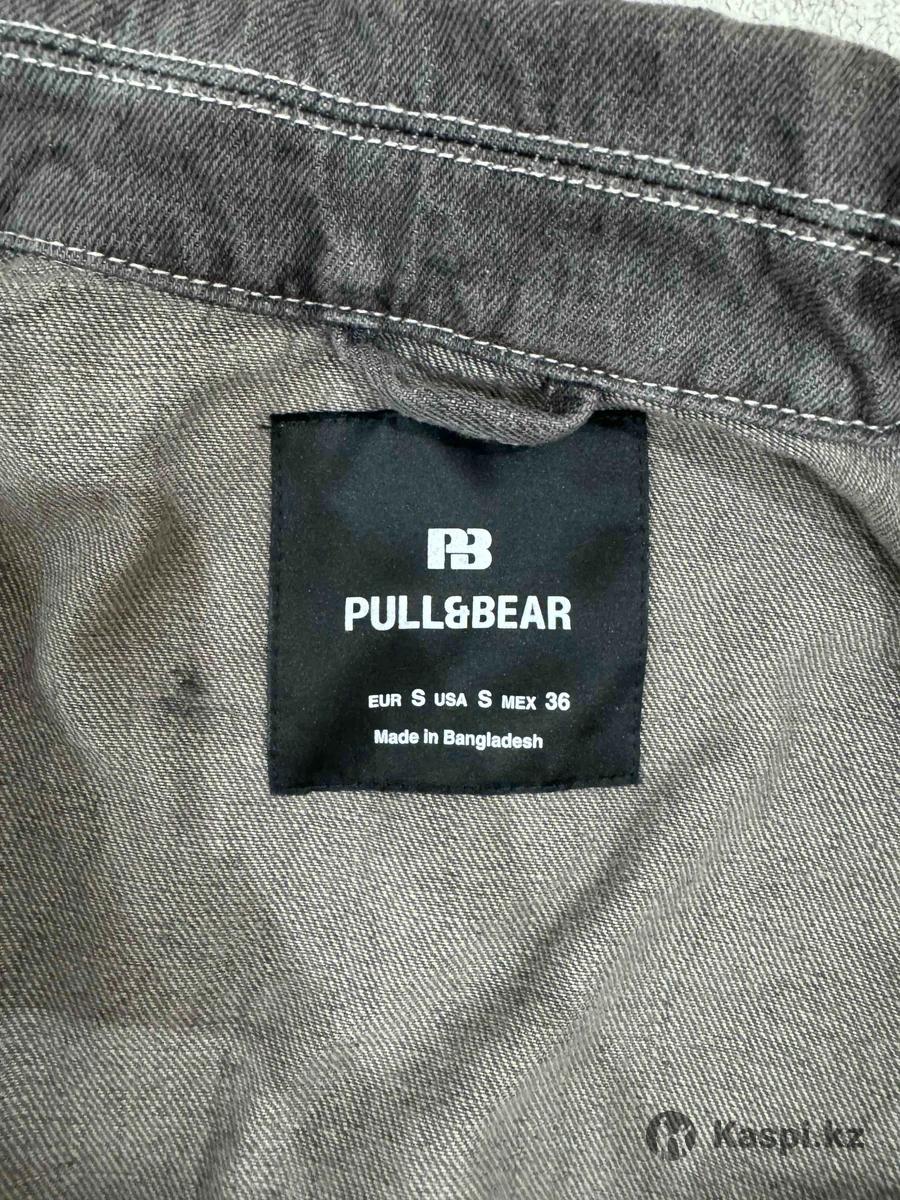 PB
PULL&BEAR
EUR S USA S MEX 36
Made in Bangladesh
Kaspi.kz